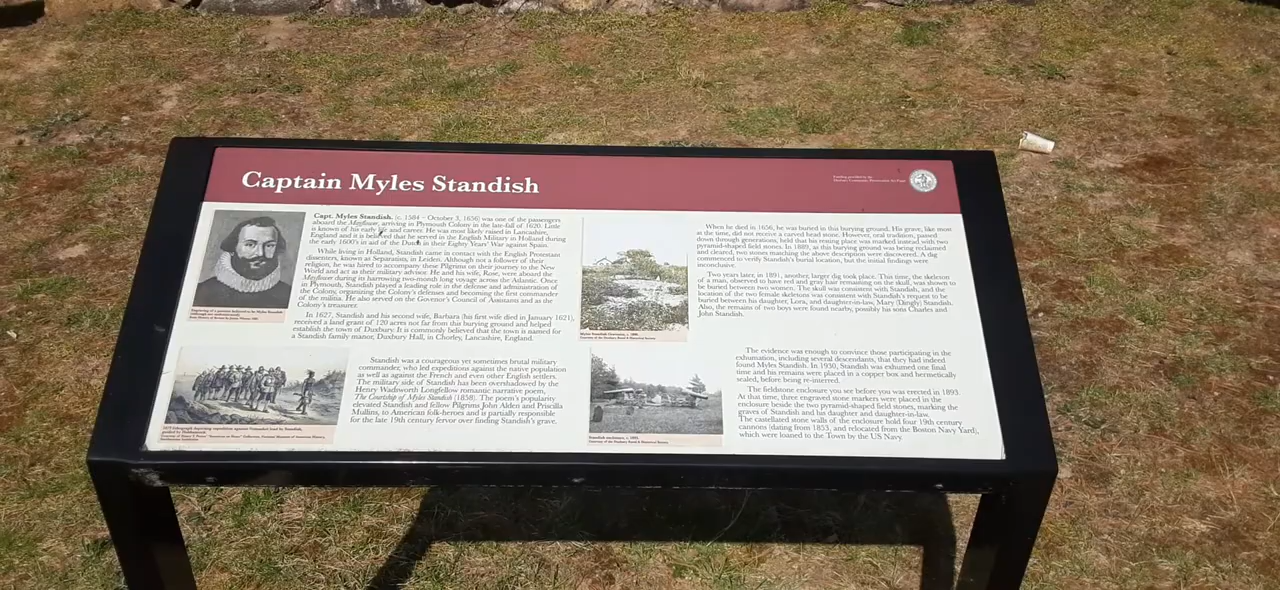 Captain Myles Standish
Capt. Myles Standish, (c. 1584 – October 3, 1656) was one of the passengers
aboard the Mayflower, arriving in Plymouth Colony in the late-fall of 1620. Little
is known of his early life and career. He was most likely raised in Lancashire,
England and it is believed that he served in the English Military in Holland during
the early 1600's in aid of the Dutch in their Eighty Years' War against Spain.
While living in Holland, Standish came in contact with the English Protestant
dissenters, known as Separatists, in Leiden. Although not a follower of their
religion, he was hired to accompany these Pilgrims on their journey to the New
World and act as their military advisor. He and his wife, Rose, were aboard the
Mayflower during its harrowing two-month long voyage across the Atlantic. Once
in Plymouth, Standish played a leading role in the defense and administration of
the Colony, organizing the Colony's defenses and becoming the first commander
of the militia. He also served on the Governor's Council of Assistants and as the
Colony's treasurer.
In 1627, Standish and his second wife, Barbara (his first wife died in January 1621),
received a land grant of 120 acres not far from this burying ground and helped
establish the town of Duxbury. It is commonly believed that the town is named for
a Standish family manor, Duxbury Hall, in Chorley, Lancashire, England.
Standish was a courageous yet sometimes brutal military
commander, who led expeditions against the native population
as well as against the French and even other English settlers.
The military side of Standish has been overshadowed by the
Henry Wadsworth Longfellow romantic narrative poem,
The Courtship of Myles Standish (1858). The poem's popularity
elevated Standish and fellow Pilgrims John Alden and Priscilla
Mullins, to American folk-heroes and is partially responsible
for the late 19th century fervor over finding Standish's grave.
When he died in 1656, he was buried in this burying ground. His grave, like most
at the time, did not receive a carved head stone. However, oral tradition, passed
down through generations, held that his resting place was marked instead with two
pyramid-shaped field stones. In 1889, as this burying ground was being reclaimed
and cleared, two stones matching the above description were discovered. A dig
commenced to verify Standish's burial location, but the initial findings were
inconclusive.
Two years later, in 1891, another, larger dig took place. This time, the skeleton
of a man, observed to have red and gray hair remaining on the skull, was shown to
be buried between two women. The skull was consistent with Standish, and the
location of the two female skeletons was consistent with Standish's request to be
buried between his daughter, Lora, and daughter-in-law, Mary (Dingly) Standish.
Also, the remains of two boys were found nearby, possibly his sons Charles and
John Standish.
The evidence was enough to convince those participating in the
exhumation, including several descendants, that they had indeed
found Myles Standish. In 1930, Standish was exhumed one final
time and his remains were placed in a copper box and hermetically
sealed, before being re-interred.
The fieldstone enclosure you see before you was erected in 1893.
At that time, three engraved stone markers were placed in the
enclosure beside the two pyramid-shaped field stones, marking the
graves of Standish and his daughter and daughter-in-law.
The castellated stone walls of the enclosure hold four 19th century
cannons (dating from 1853, and relocated from the Boston Navy Yard),
which were loaned to the Town by the US Navy.